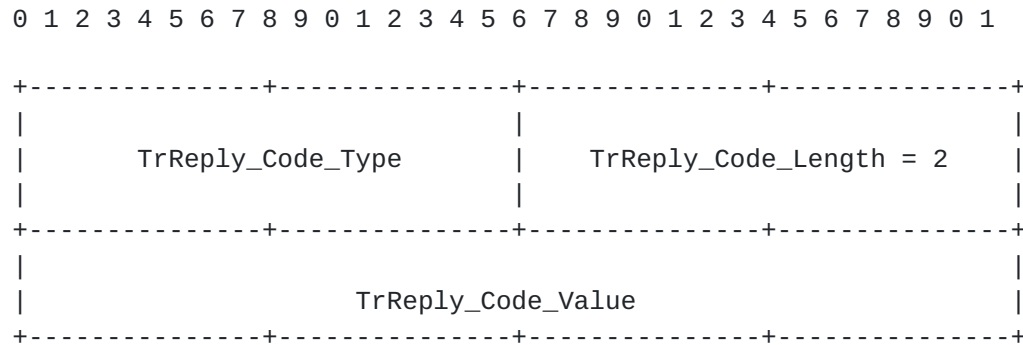 0 1 2 3 4 5 6 7 8 9 0 1 2 3 4 5 6 7 8 9 0 1 2 3 4 5 6 7 8 9 0 1
+---------------+---------------+---------------+---------------+
|                               |                               |
|       TrReply_Code_Type       |    TrReply_Code_Length = 2    |
|                               |                               |
+---------------+---------------+---------------+---------------+
|                                                               |
|                     TrReply_Code_Value                        |
+---------------+---------------+---------------+---------------+